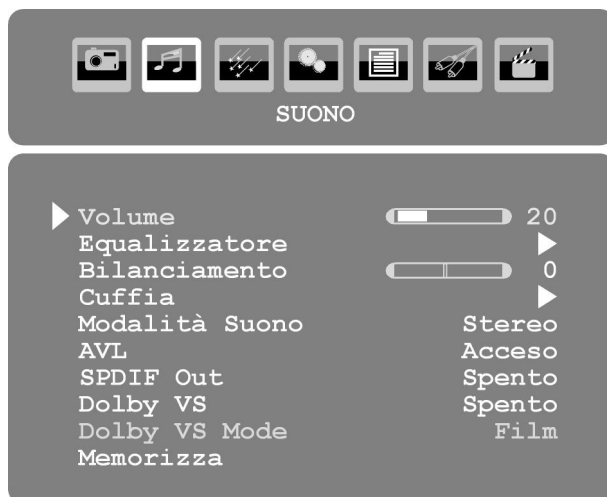 SUONO
Volume 20
Equalizzatore
Bilanciamento 0
Cuffia
Modalità Suono Stereo
AVL Acceso
SPDIF Out Spento
Dolby VS Spento
Dolby VS Mode Film
Memorizza